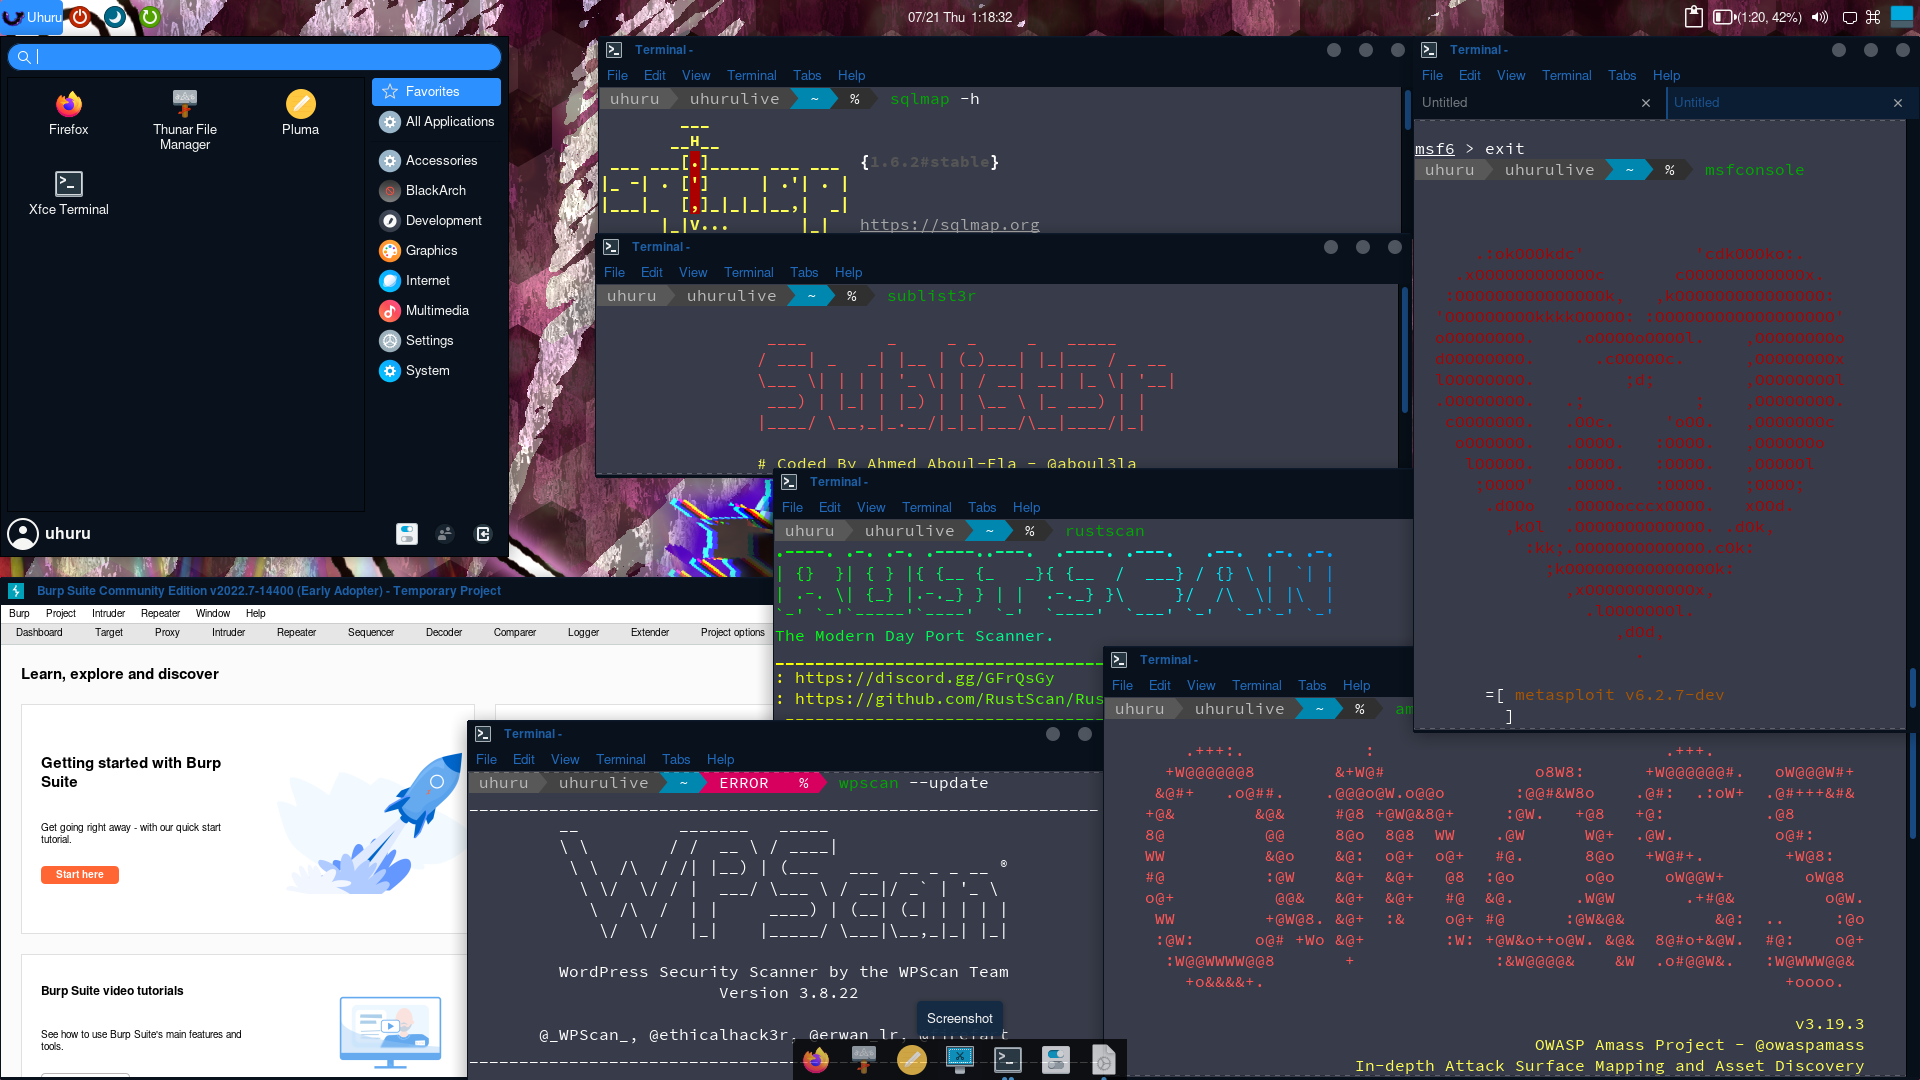 Uhuru
07/21 Thu 1:18:32
(1:20, 42%)
Firefox
Thunar File Manager
Pluma
Xfce Terminal
Favorites
All Applications
Accessories
BlackArch
Development
Graphics
Internet
Multimedia
Settings
System
uhuru
Terminal -
File Edit View Terminal Tabs Help
uhuru uhurulive ~ % sqlmap -h
{1.6.2#stable}
https://sqlmap.org
Terminal -
File Edit View Terminal Tabs Help
uhuru uhurulive ~ % sublist3r
# Coded By Ahmed Aboul-Ela - @aboul3la
Terminal -
File Edit View Terminal Tabs Help
uhuru uhurulive ~ % rustscan
The Modern Day Port Scanner.
: https://discord.gg/GFrQsGy
: https://github.com/RustScan/Rus
Terminal -
File Edit View Terminal Tabs Help
Untitled
Untitled
msf6 > exit
uhuru uhurulive ~ % msfconsole
=[ metasploit v6.2.7-dev
]
Terminal -
File Edit View Terminal Tabs Help
uhuru uhurulive ~ % am
v3.19.3
OWASP Amass Project - @owaspamass
In-depth Attack Surface Mapping and Asset Discovery
Burp Suite Community Edition v2022.7-14400 (Early Adopter) - Temporary Project
Burp Project Intruder Repeater Window Help
Dashboard Target Proxy Intruder Repeater Sequencer Decoder Comparer Logger Extender Project options
Learn, explore and discover
Getting started with Burp
Suite
Get going right away - with our quick start
tutorial.
Start here
Burp Suite video tutorials
See how to use Burp Suite's main features and
tools.
Terminal -
File Edit View Terminal Tabs Help
uhuru uhurulive ~ ERROR % wpscan --update
WordPress Security Scanner by the WPScan Team
Version 3.8.22
@_WPScan_, @ethicalhack3r, @erwan_lr,
Screenshot